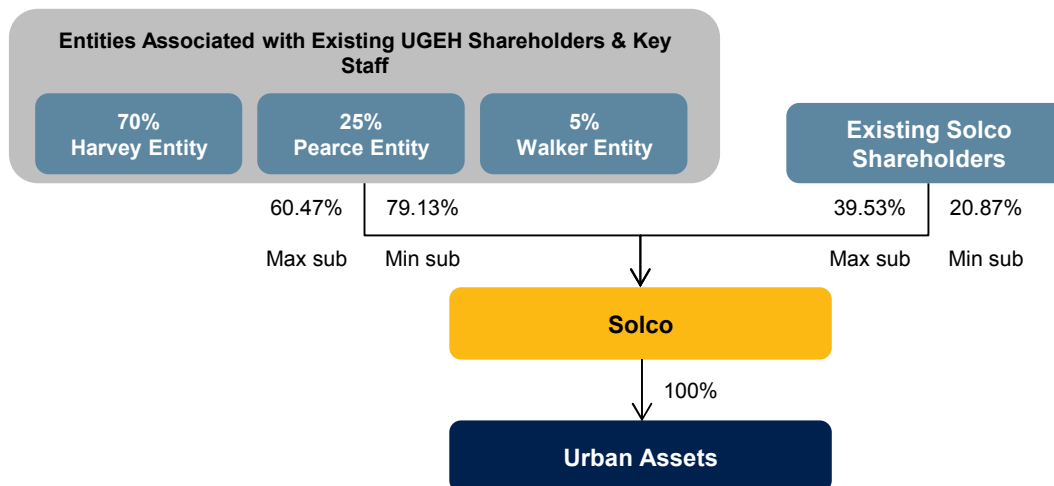 Entities Associated with Existing UGEH Shareholders & Key
Staff
70%
Harvey Entity
25%
Pearce Entity
5%
Walker Entity
Existing Solco
Shareholders
60.47%
79.13%
39.53%
20.87%
Max sub
Min sub
Max sub
Min sub
Solco
100%
Urban Assets